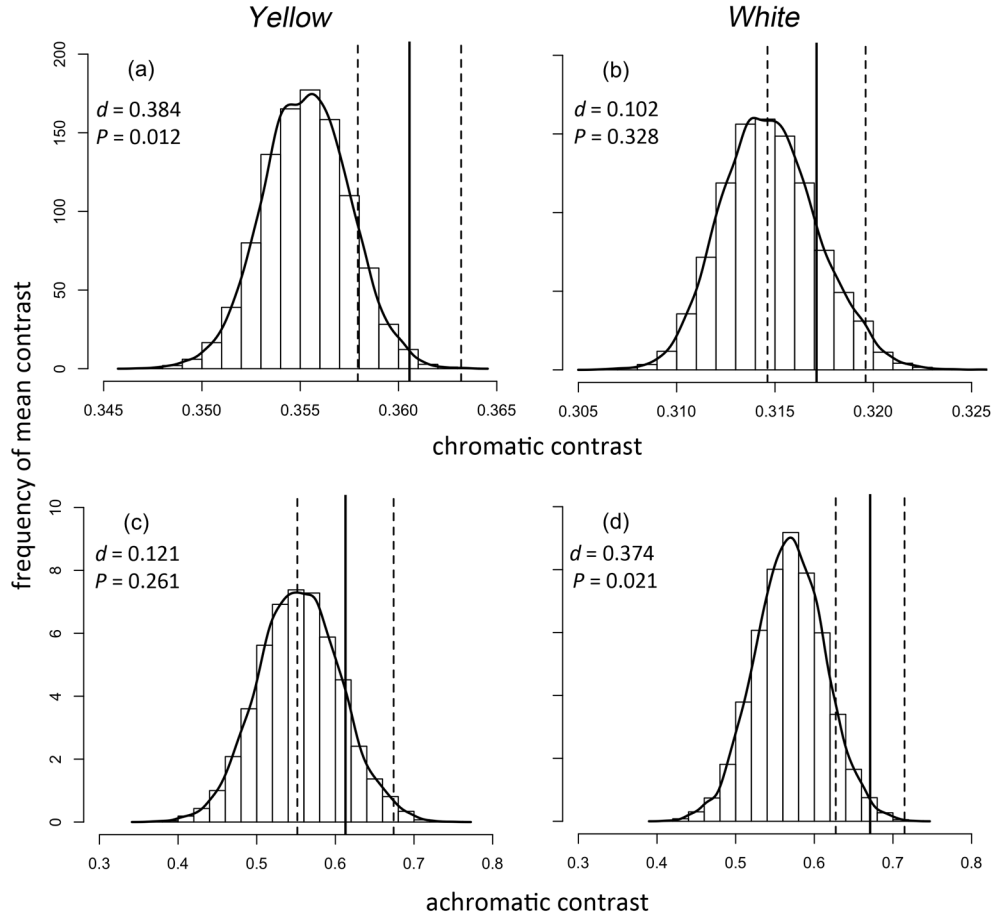 Yellow
White
(a)
d = 0.384
P = 0.012
(b)
d = 0.102
P = 0.328
200
150
100
50
0
0.345 0.350 0.355 0.360 0.365
0.305 0.310 0.315 0.320 0.325
chromatic contrast
frequency of mean contrast
(c)
d = 0.121
P = 0.261
(d)
d = 0.374
P = 0.021
10
8
6
4
2
0
0.3 0.4 0.5 0.6 0.7 0.8
0.3 0.4 0.5 0.6 0.7 0.8
achromatic contrast